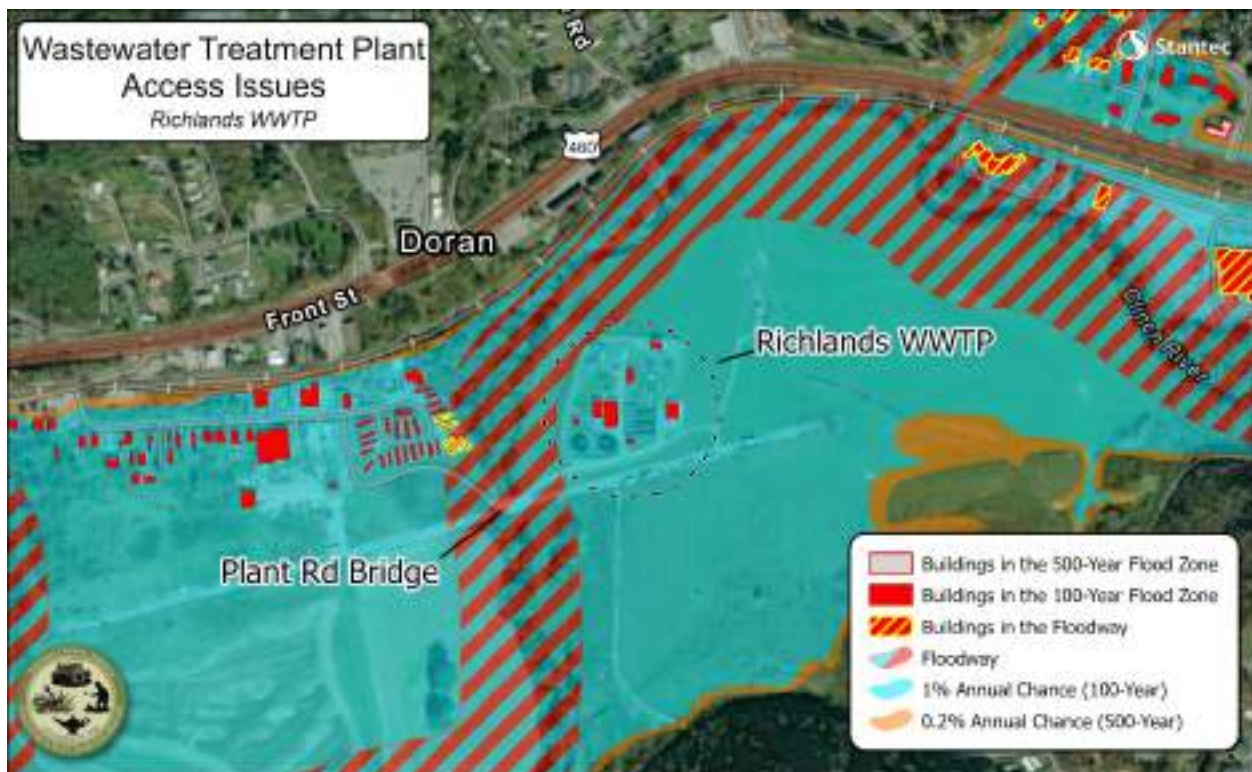 Wastewater Treatment Plant
Access Issues
Richlands WWTP
Rd
Stantec
460
Doran
Front St
Richlands WWTP
Clinch River
Plant Rd Bridge
Buildings in the 500-Year Flood Zone
Buildings in the 100-Year Flood Zone
Buildings in the Floodway
Floodway
1% Annual Chance (100-Year)
0.2% Annual Chance (500-Year)